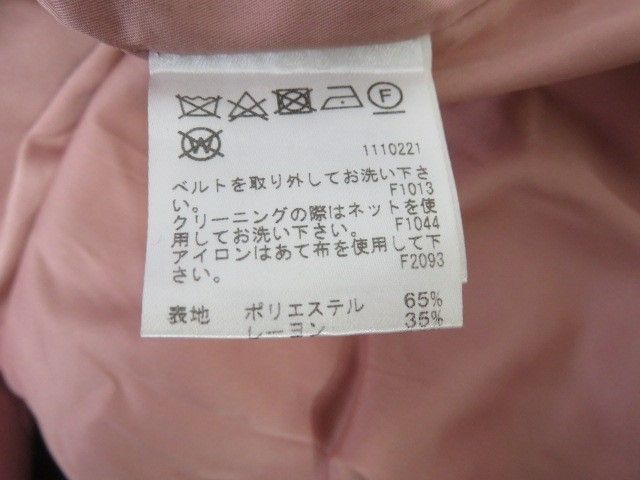 F
W
1110221
ベルトを取り外してお洗い下さ
い。 F1013
クリーニングの際はネットを使
用してお洗い下さい。 F1044
アイロンはあて布を使用して下
さい。 F2093
表地 ポリエステル 65%
レーヨン 35%